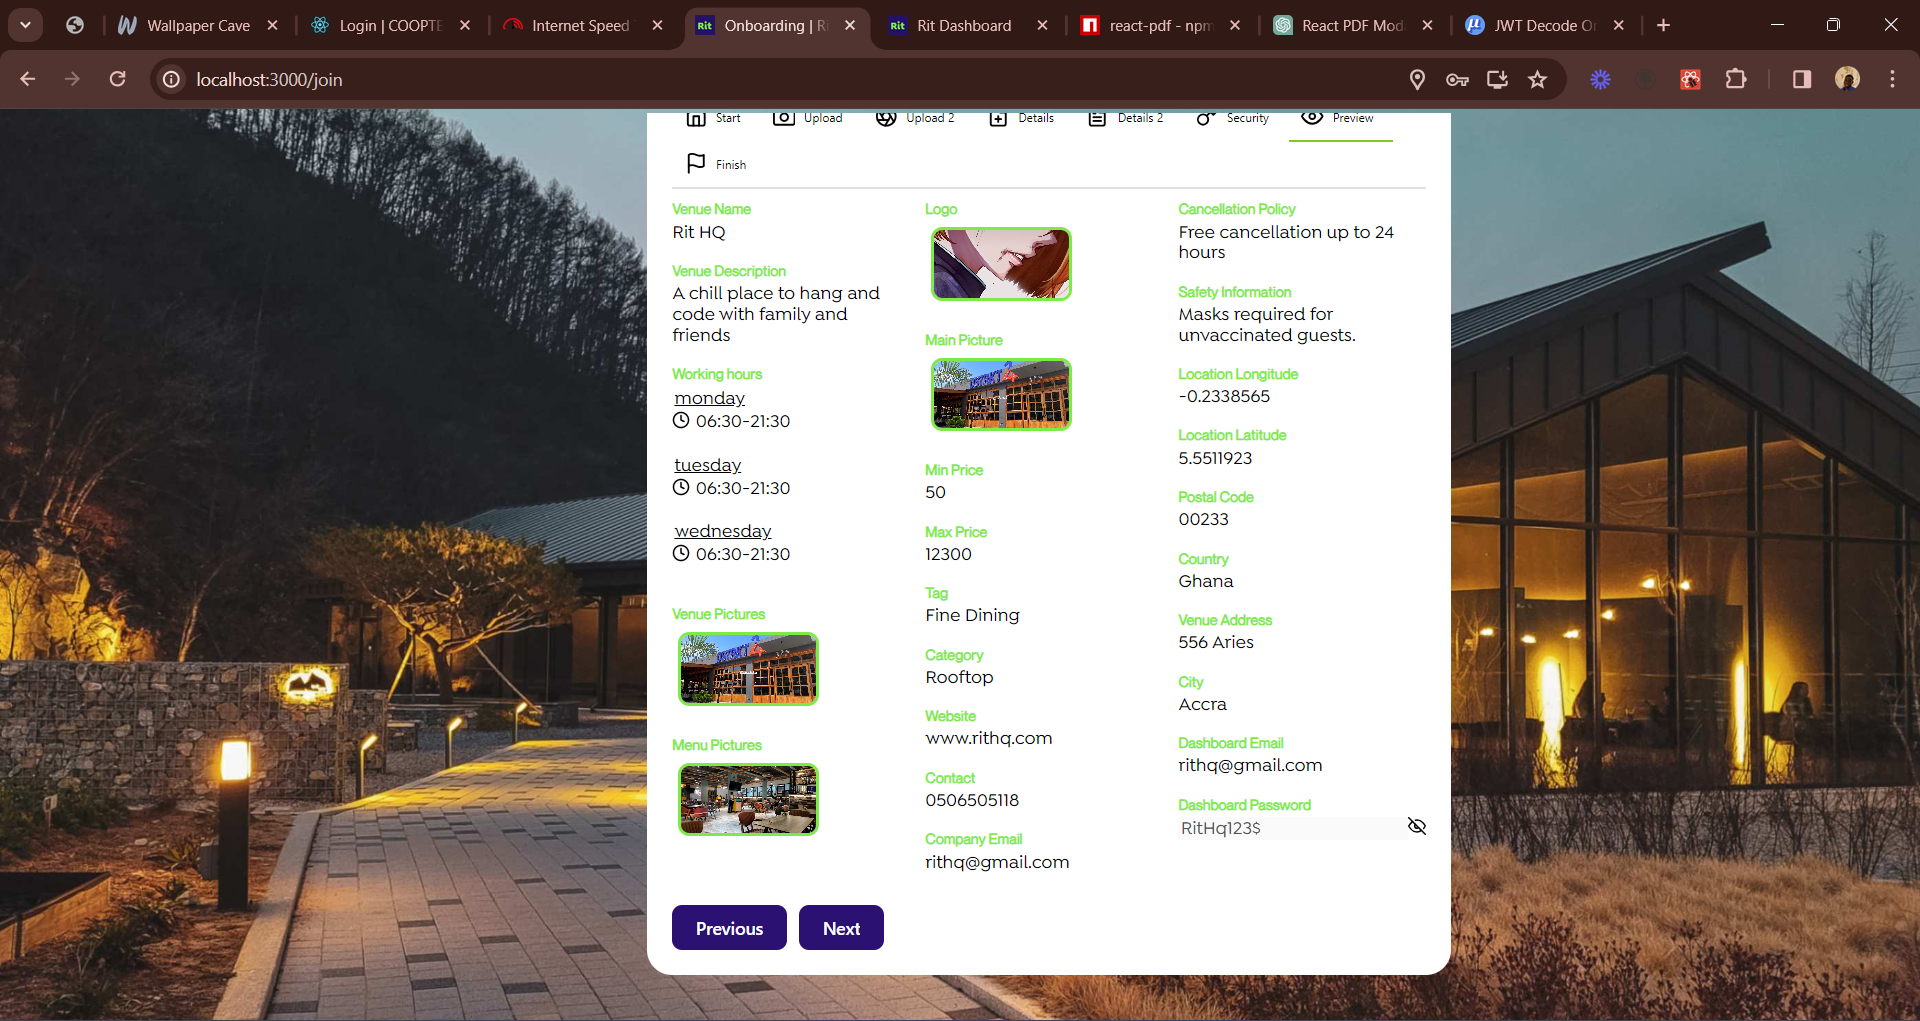 Wallpaper Cave
Login | COOPTE
Internet Speed
Rit
Onboarding | Ri
Rit
Rit Dashboard
react-pdf - npm
React PDF Mod
JWT Decode On
localhost:3000/join
Start
Upload
Upload 2
Details
Details 2
Security
Preview
Finish
Venue Name
Rit HQ
Venue Description
A chill place to hang and
code with family and
friends
Working hours
monday
06:30-21:30
tuesday
06:30-21:30
wednesday
06:30-21:30
Venue Pictures
Menu Pictures
Logo
Main Picture
Min Price
50
Max Price
12300
Tag
Fine Dining
Category
Rooftop
Website
www.rithq.com
Contact
0506505118
Company Email
rithq@gmail.com
Cancellation Policy
Free cancellation up to 24
hours
Safety Information
Masks required for
unvaccinated guests.
Location Longitude
-0.2338565
Location Latitude
5.5511923
Postal Code
00233
Country
Ghana
Venue Address
556 Aries
City
Accra
Dashboard Email
rithq@gmail.com
Dashboard Password
RitHq123$
Previous
Next